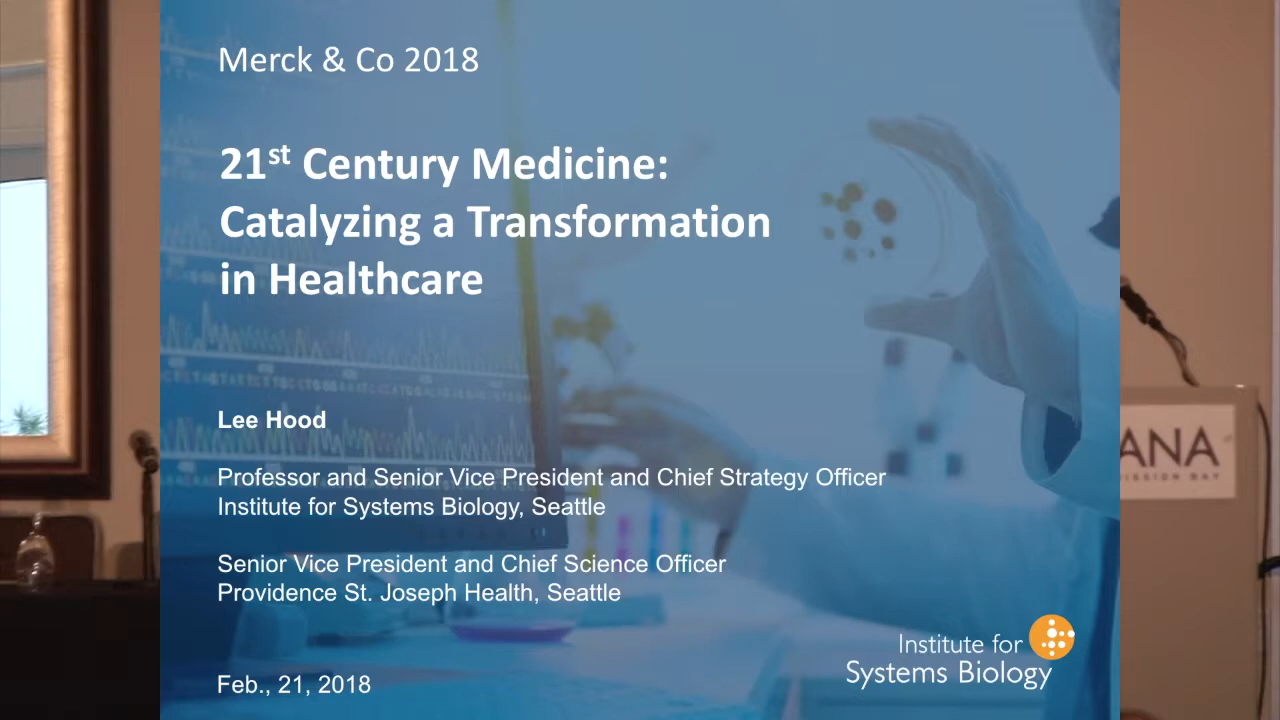 Merck & Co 2018
21st Century Medicine:
Catalyzing a Transformation
in Healthcare
Lee Hood
Professor and Senior Vice President and Chief Strategy Officer
Institute for Systems Biology, Seattle
Senior Vice President and Chief Science Officer
Providence St. Joseph Health, Seattle
Feb., 21, 2018
Institute for
Systems Biology
ANA
ISSION BAY